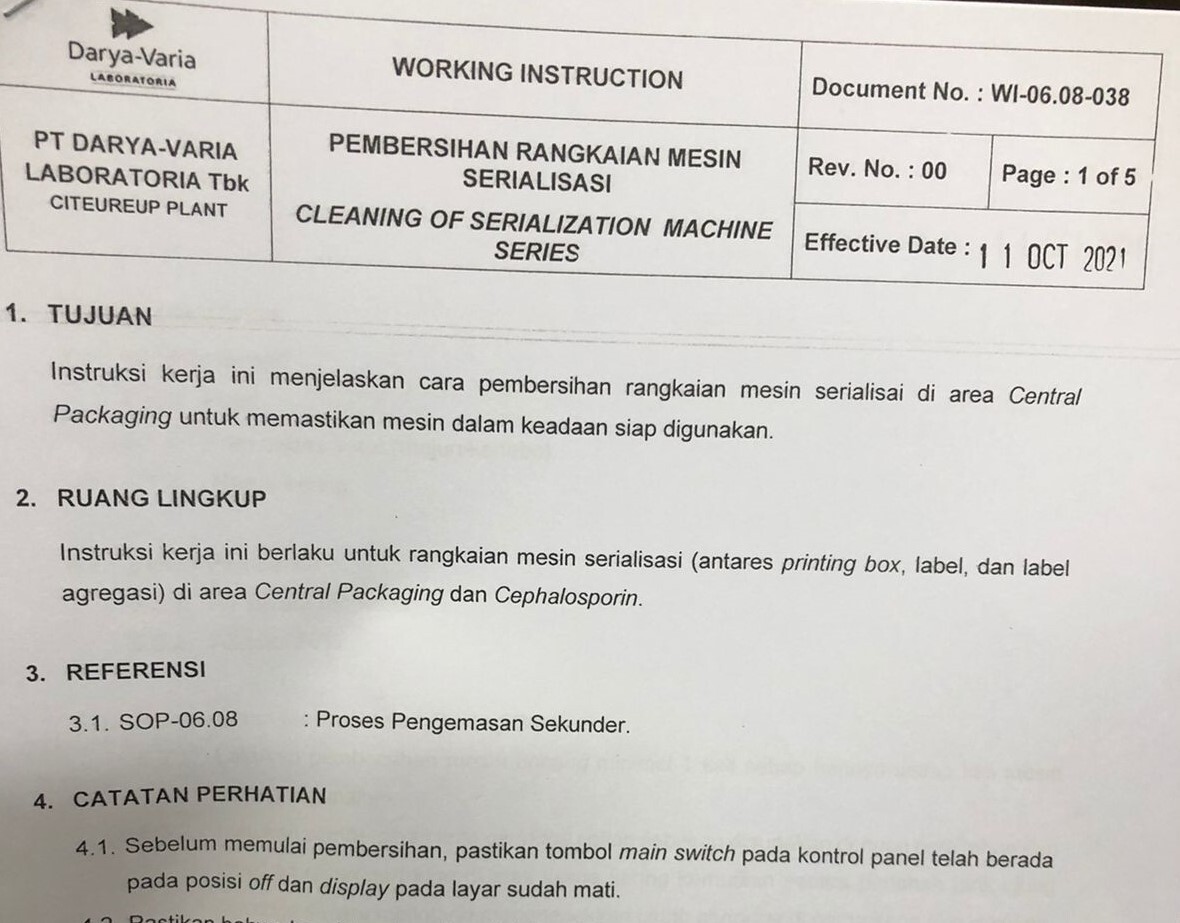 Darya-Varia
LABORATORIA
WORKING INSTRUCTION
Document No. : WI-06.08-038
PT DARYA-VARIA
LABORATORIA Tbk
CITEUREUP PLANT
PEMBERSIHAN RANGKAIAN MESIN
SERIALISASI
CLEANING OF SERIALIZATION MACHINE
SERIES
Rev. No. : 00
Page : 1 of 5
Effective Date : 11 OCT 2021
1. TUJUAN
Instruksi kerja ini menjelaskan cara pembersihan rangkaian mesin serialisai di area Central
Packaging untuk memastikan mesin dalam keadaan siap digunakan.
2. RUANG LINGKUP
Instruksi kerja ini berlaku untuk rangkaian mesin serialisasi (antares printing box, label, dan label
agregasi) di area Central Packaging dan Cephalosporin.
3. REFERENSI
3.1. SOP-06.08 : Proses Pengemasan Sekunder.
4. CATATAN PERHATIAN
4.1. Sebelum memulai pembersihan, pastikan tombol main switch pada kontrol panel telah berada
pada posisi off dan display pada layar sudah mati.
4.2. Pastikan